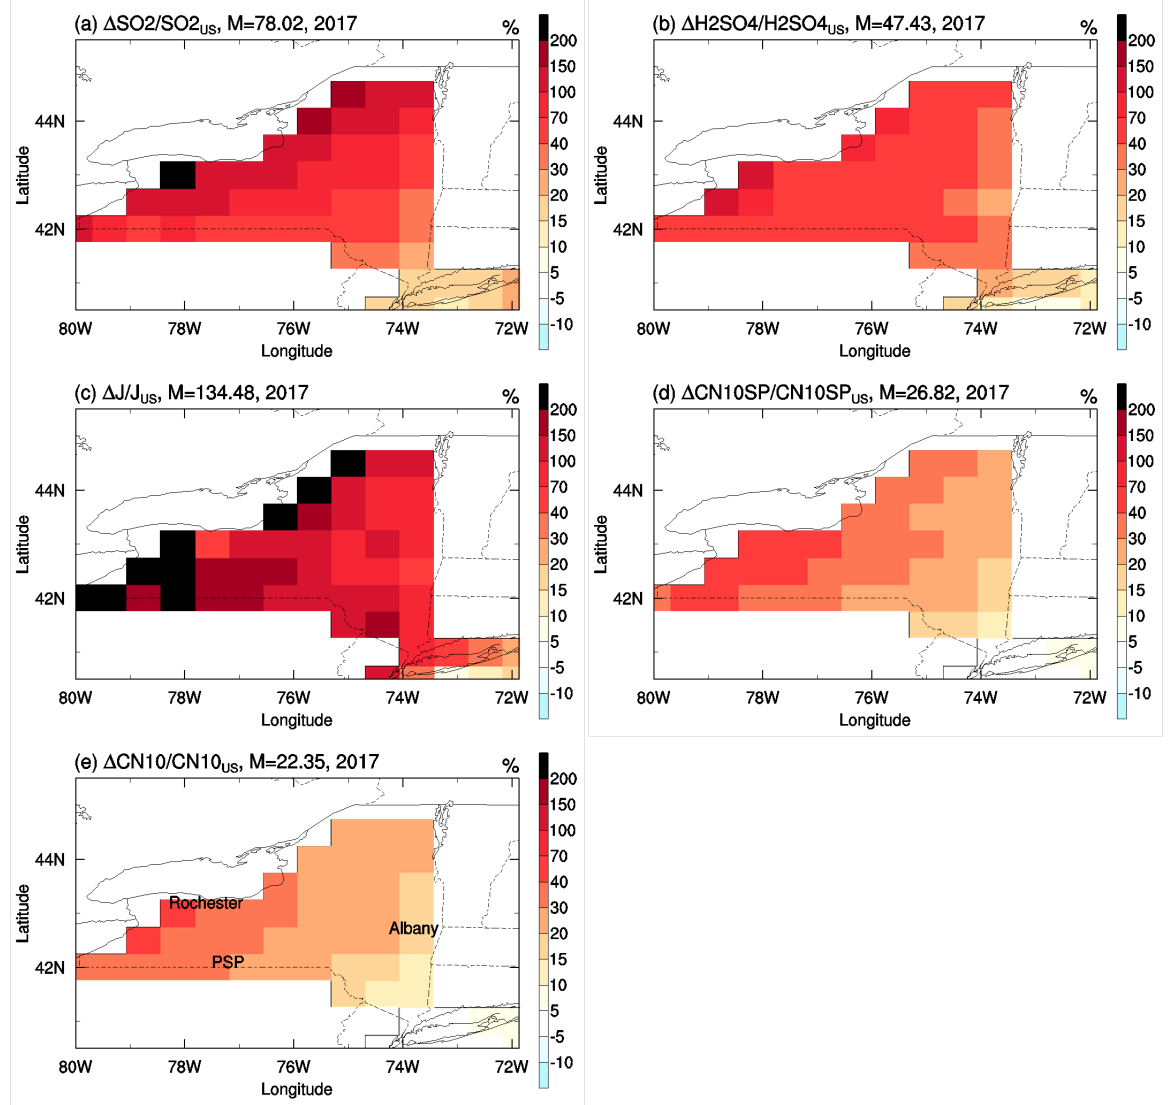 (a) ΔSO2/SO2US, M=78.02, 2017 %
200
150
100
70
40
30
20
15
10
5
-5
-10
44N
42N
Latitude
80W 78W 76W 74W 72W
Longitude
(b) ΔH2SO4/H2SO4US, M=47.43, 2017 %
200
150
100
70
40
30
20
15
10
5
-5
-10
44N
42N
Latitude
80W 78W 76W 74W 72W
Longitude
(c) ΔJ/JUS, M=134.48, 2017 %
200
150
100
70
40
30
20
15
10
5
-5
-10
44N
42N
Latitude
80W 78W 76W 74W 72W
Longitude
(d) ΔCN10SP/CN10SPUS, M=26.82, 2017 %
200
150
100
70
40
30
20
15
10
5
-5
-10
44N
42N
Latitude
80W 78W 76W 74W 72W
Longitude
(e) ΔCN10/CN10US, M=22.35, 2017 %
200
150
100
70
40
30
20
15
10
5
-5
-10
44N
42N
Latitude
Rochester
Albany
PSP
80W 78W 76W 74W 72W
Longitude